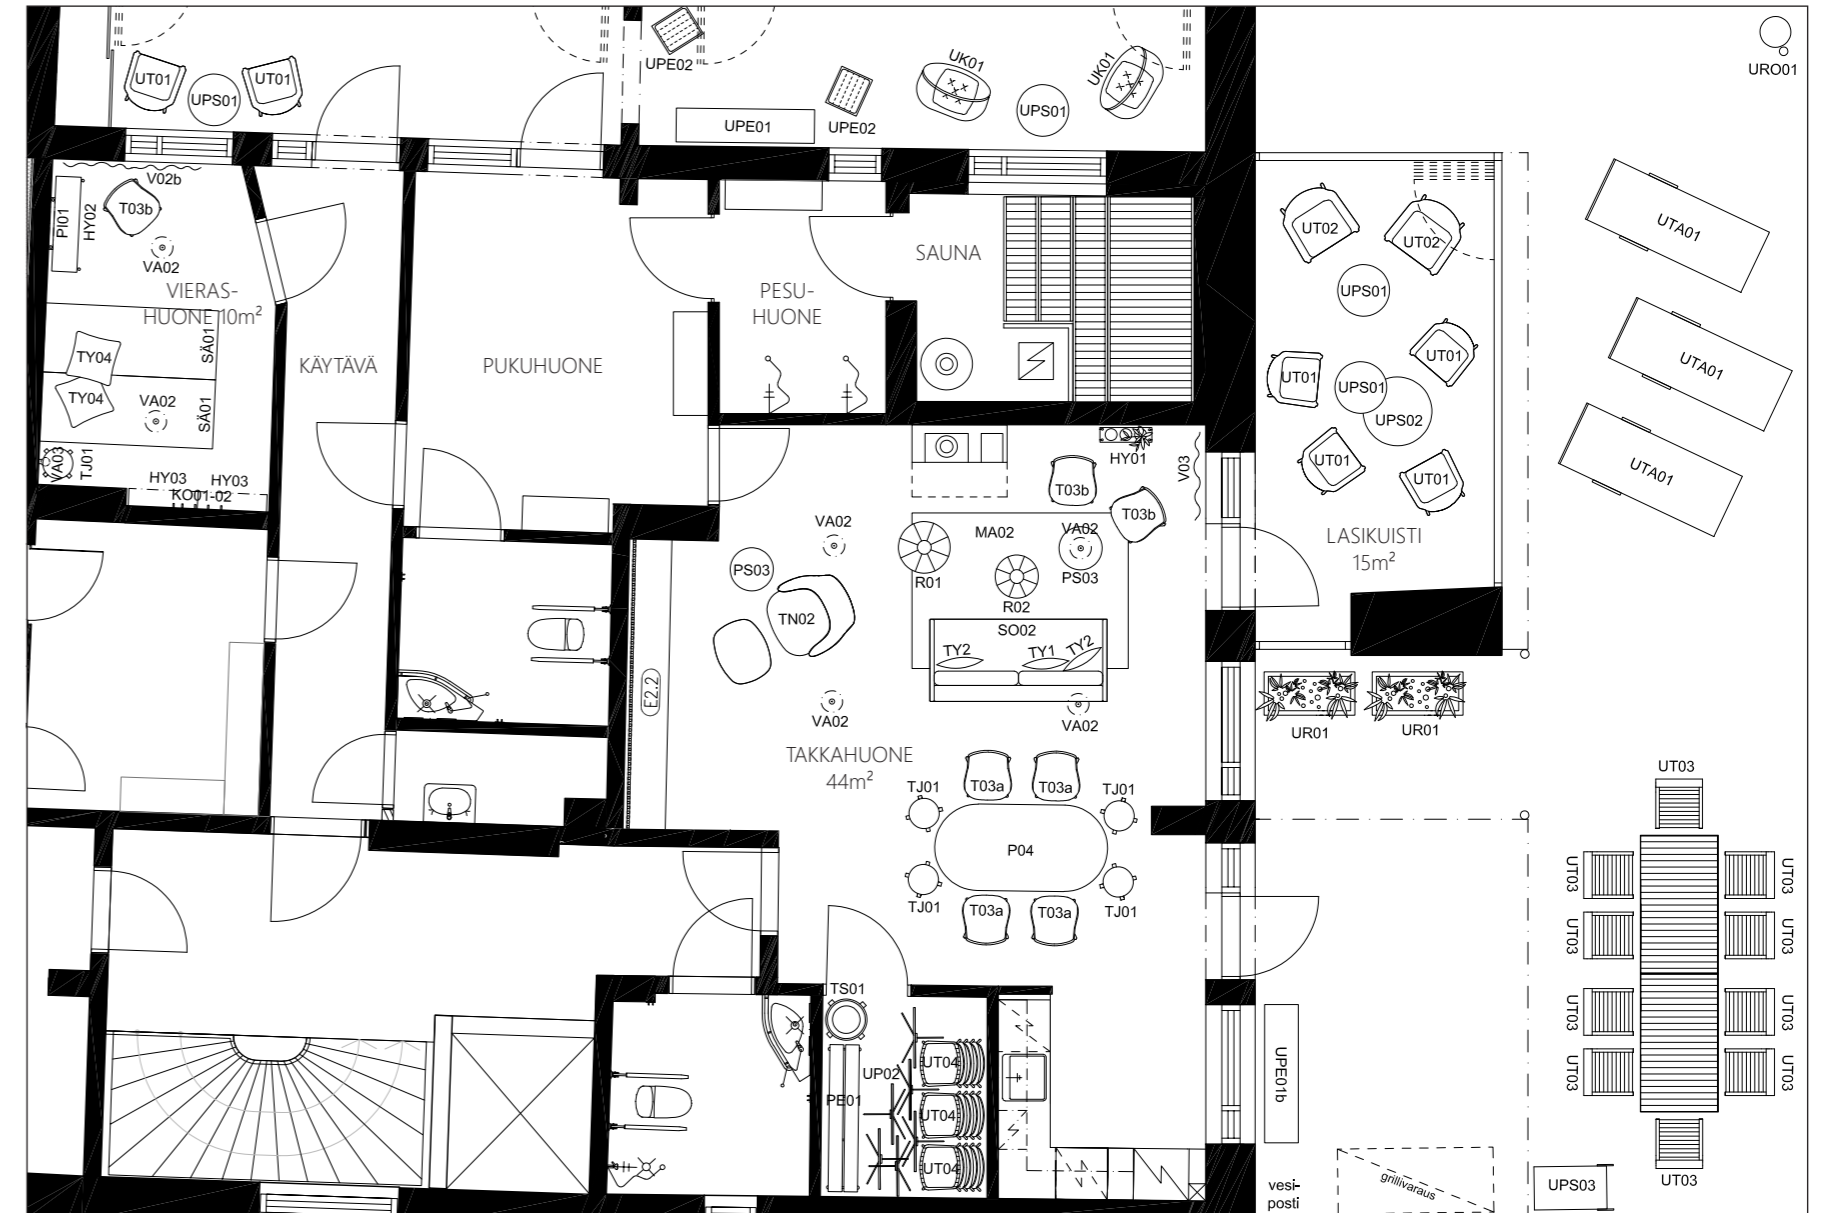 UT01
UPS01
UT01
UPE02
UPE01
UPE02
UK01
UPS01
UK01
URO01
V02b
PI01
HY02
T03b
VA02
VIERAS-
HUONE 10m²
SÄ01
TY04
TY04
VA02
SÄ01
VA03
TJ01
HY03
HY03
KO01-02
KÄYTÄVÄ
PUKUHUONE
PESU-
HUONE
SAUNA
UT02
UT02
UPS01
UT01
UT01
UPS01
UPS02
UT01
UT01
LASIKUISTI
15m²
UTA01
UTA01
UTA01
HY01
V03
T03b
T03b
VA02
MA02
VA02
PS03
R01
PS03
R02
TN02
SO02
TY2
TY1
TY2
E2.2
VA02
VA02
TAKKAHUONE
44m²
UR01
UR01
TJ01
T03a
T03a
TJ01
P04
TJ01
T03a
T03a
TJ01
UT03
UT03
UT03
UT03
UT03
UT03
UT03
UT03
UT03
UT03
TS01
UP02
PE01
UT04
UT04
UT04
UPE01b
vesi-
posti
grillivaraus
UPS03